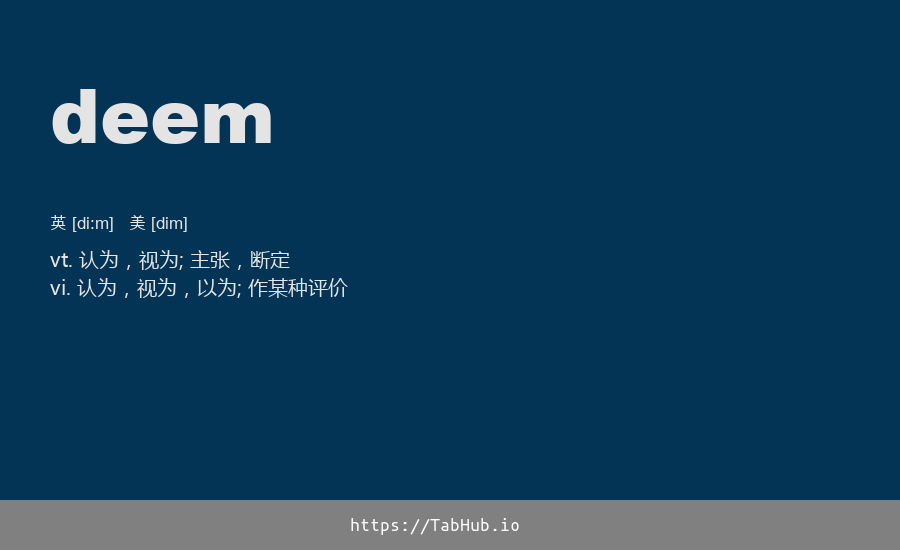 deem
英 [di:m] 美 [dim]
vt. 认为，视为; 主张，断定
vi. 认为，视为，以为; 作某种评价
https://TabHub.io